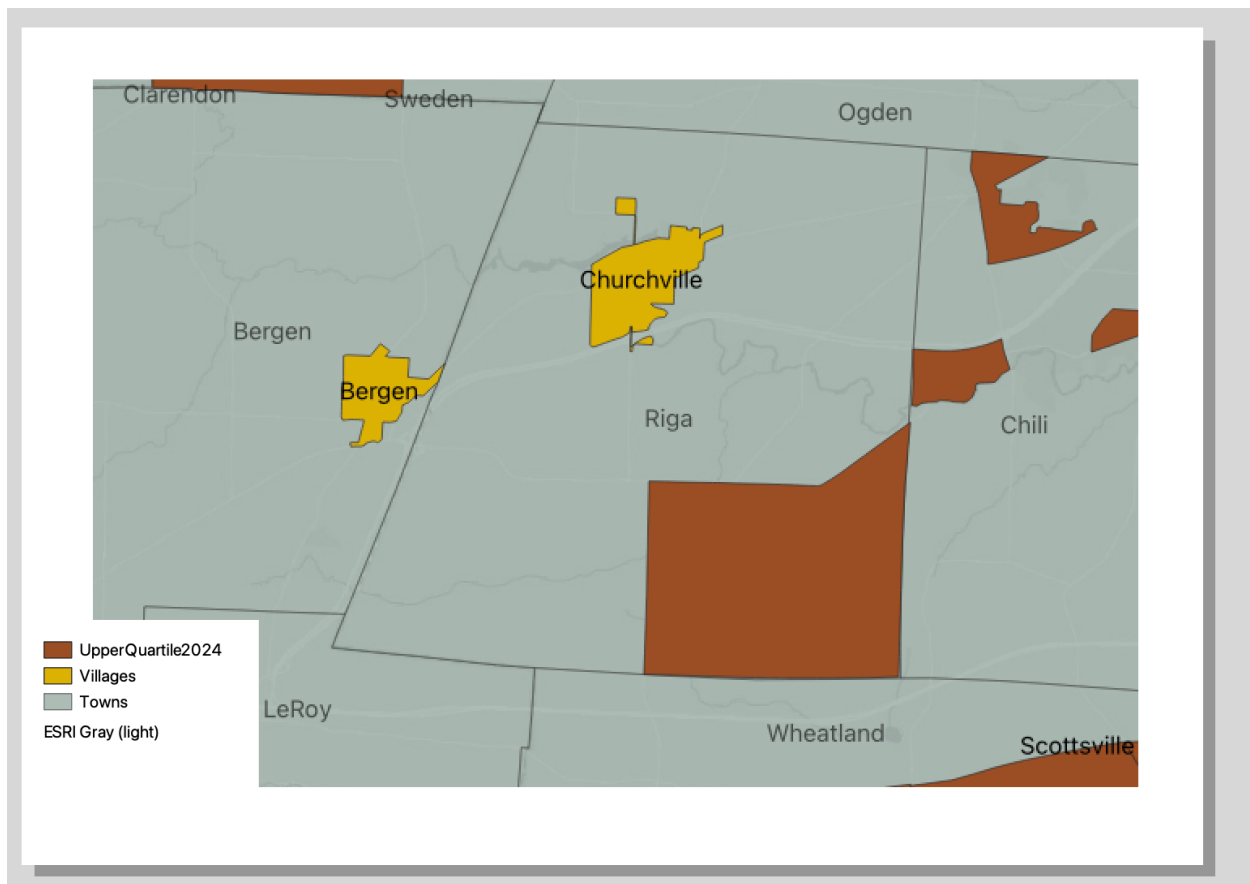 Clarendon
Sweden
Ogden
Churchville
Bergen
Bergen
Riga
Chili
UpperQuartile2024
Villages
Towns
ESRI Gray (light)
LeRoy
Wheatland
Scottsville